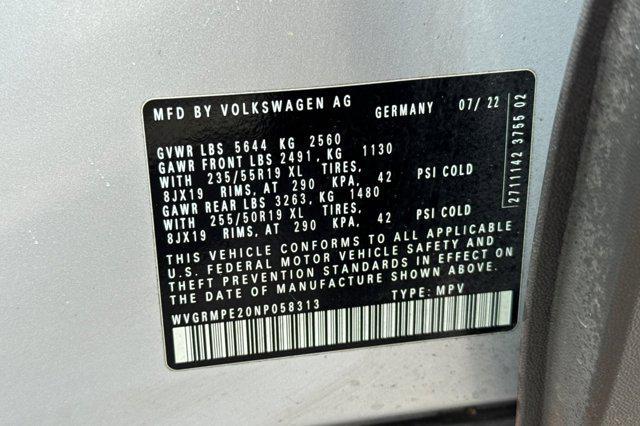 MFD BY VOLKSWAGEN AG GERMANY 07/22
GVWR LBS 5644 KG 2560
GAWR FRONT LBS 2491, KG 1130
WITH 235/55R19 XL TIRES,
8JX19 RIMS, AT 290 KPA, 42 PSI COLD
GAWR REAR LBS 3263, KG 1480
WITH 255/50R19 XL TIRES,
8JX19 RIMS, AT 290 KPA, 42 PSI COLD
THIS VEHICLE CONFORMS TO ALL APPLICABLE
U.S. FEDERAL MOTOR VEHICLE SAFETY AND
THEFT PREVENTION STANDARDS IN EFFECT ON
THE DATE OF MANUFACTURE SHOWN ABOVE.
WVGRMPE20NP058313 TYPE: MPV
2711142 3755 02